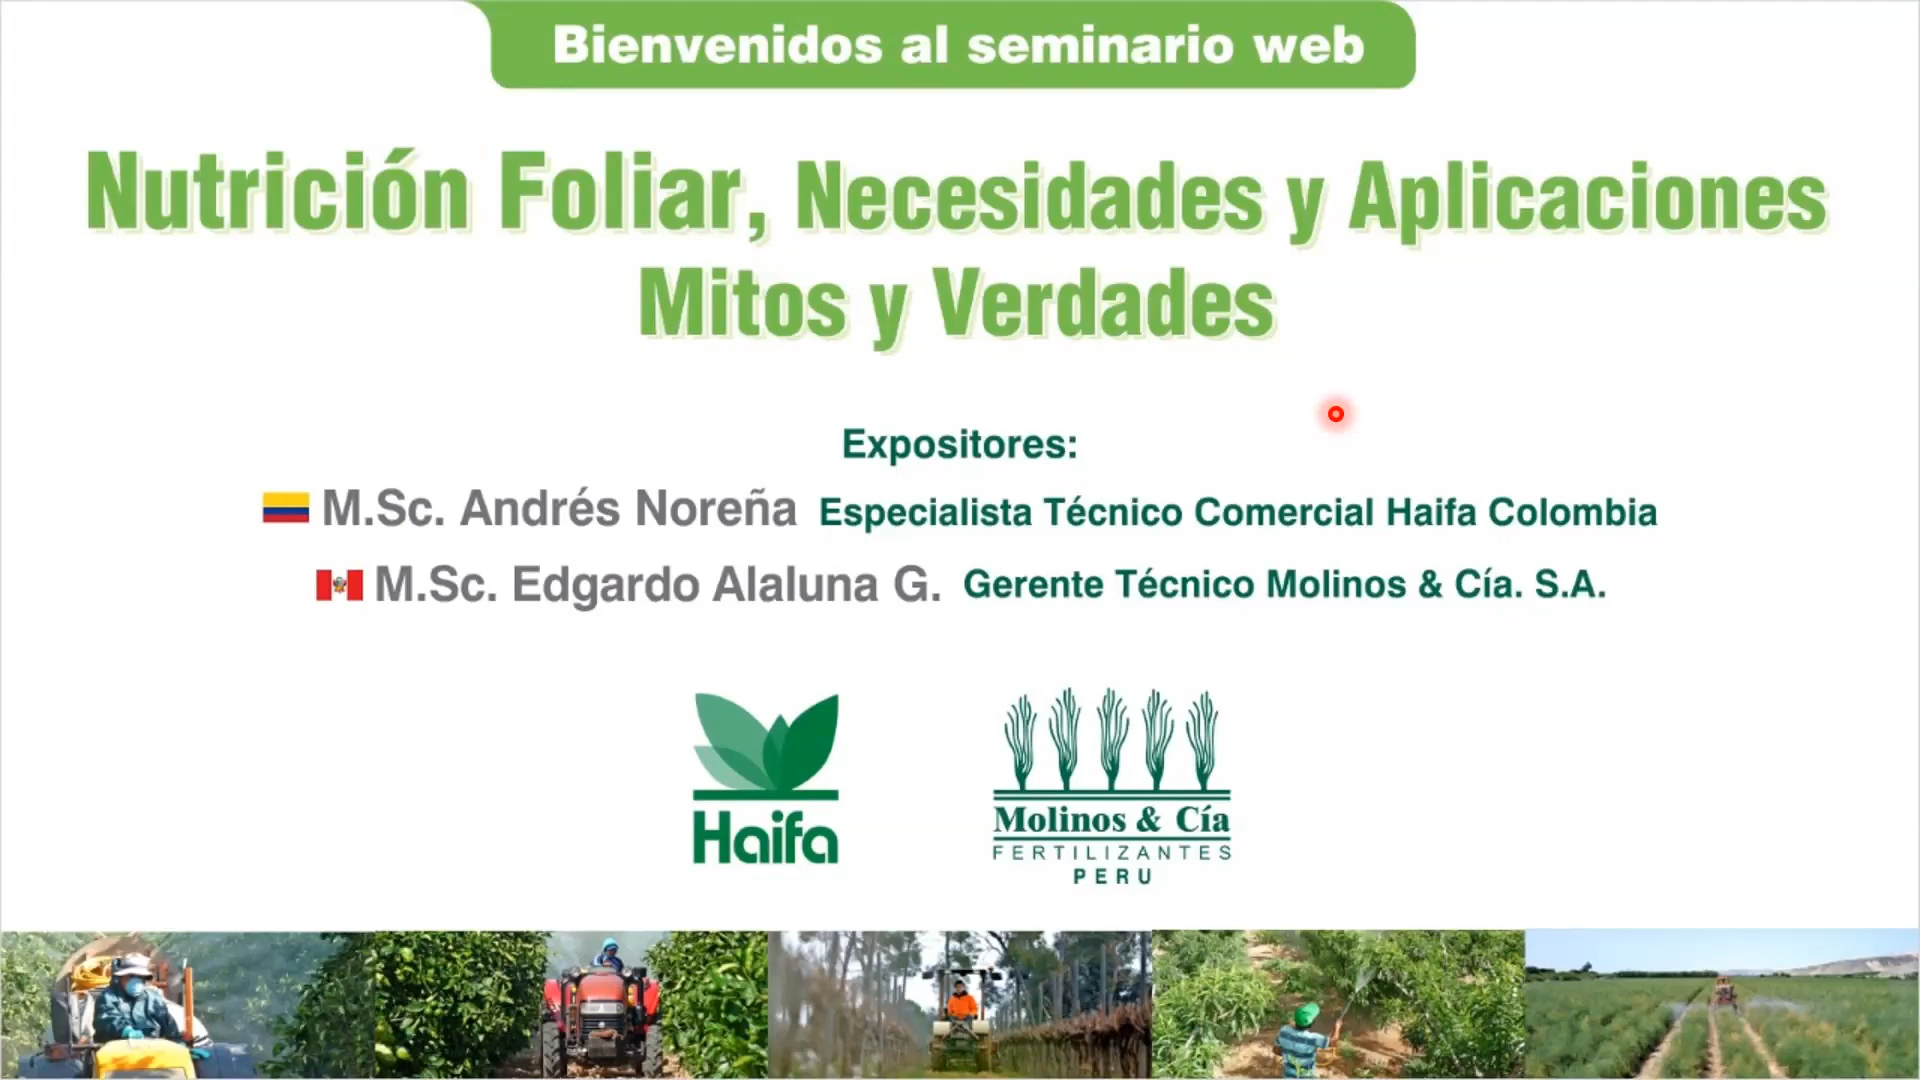 Bienvenidos al seminario web
Nutrición Foliar, Necesidades y Aplicaciones
Mitos y Verdades
Expositores:
M.Sc. Andrés Noreña Especialista Técnico Comercial Haifa Colombia
M.Sc. Edgardo Alaluna G. Gerente Técnico Molinos & Cía. S.A.
Haifa
Molinos & Cía
FERTILIZANTES
PERU